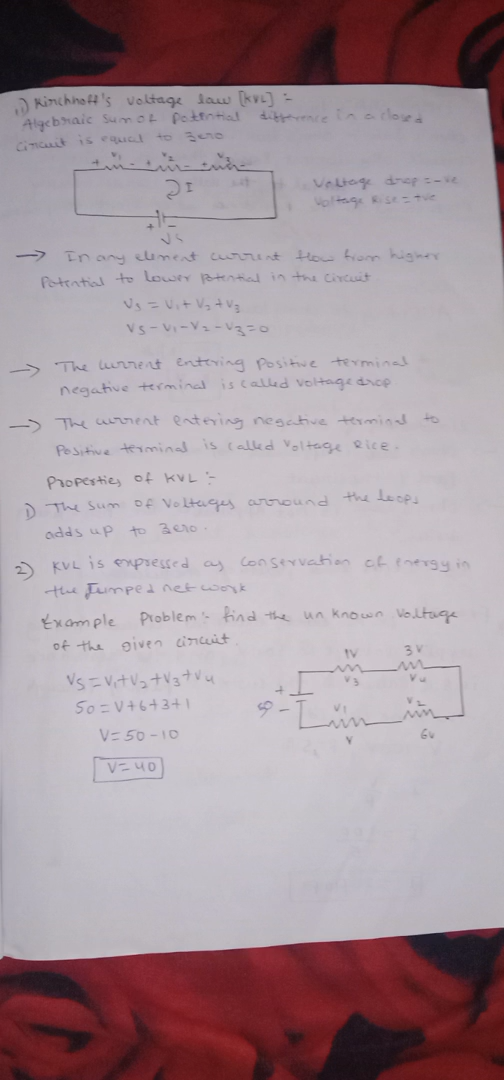 1) Kirchhoff's voltage law [KVL] :-
Algebraic sum of Potential difference in a closed
circuit is equal to zero
+ V1 - + V2 - + V3 -
I
Voltage drop = -ve
Voltage Rise = +ve
+ -
Vs
→ In any element current flow from higher
Potential to lower potential in the circuit
Vs = V1 + V2 + V3
Vs - V1 - V2 - V3 = 0
→ The current entering Positive terminal
negative terminal is called voltage drop
→ The current entering negative terminal to
Positive terminal is called Voltage Rice.
Properties of KVL :-
1) The sum of Voltages arround the loops
adds up to zero.
2) KVL is expressed as conservation of energy in
the lumped net work
Example Problem :- find the un known voltage
of the given circuit.
1V 3V
V3 V4
+ 50 -
V1 V2
V 6V
Vs = V1 + V2 + V3 + V4
50 = V + 6 + 3 + 1
V = 50 - 10
V = 40